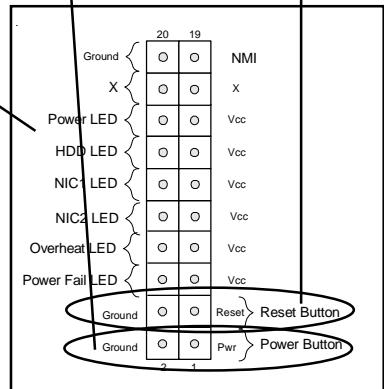 20 19
Ground NMI
X X
Power LED Vcc
HDD LED Vcc
NIC1 LED Vcc
NIC2 LED Vcc
Overheat LED Vcc
Power Fail LED Vcc
Ground Reset Reset Button
Ground Pwr Power Button
2 1